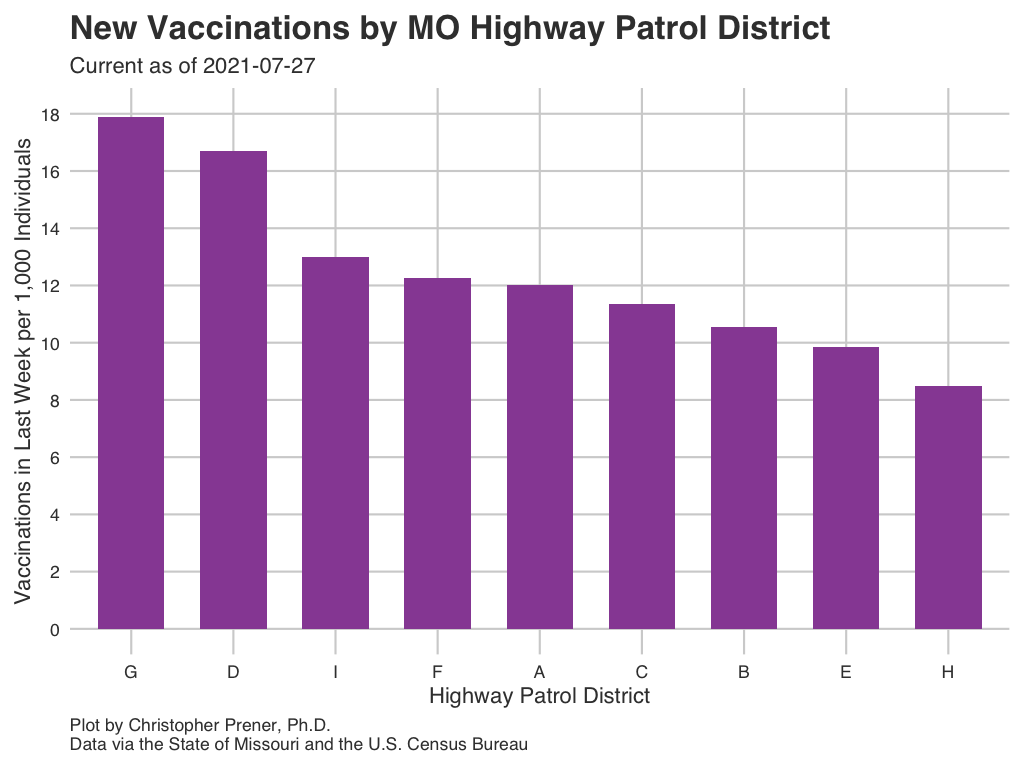 New Vaccinations by MO Highway Patrol District
Current as of 2021-07-27
Vaccinations in Last Week per 1,000 Individuals
18
16
14
12
10
8
6
4
2
0
G D I F A C B E H
Highway Patrol District
Plot by Christopher Prener, Ph.D.
Data via the State of Missouri and the U.S. Census Bureau